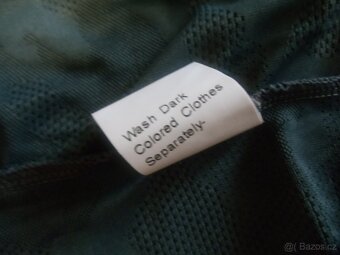 Wash Dark
Colored Clothes
Separately-
@( Bazos.cz